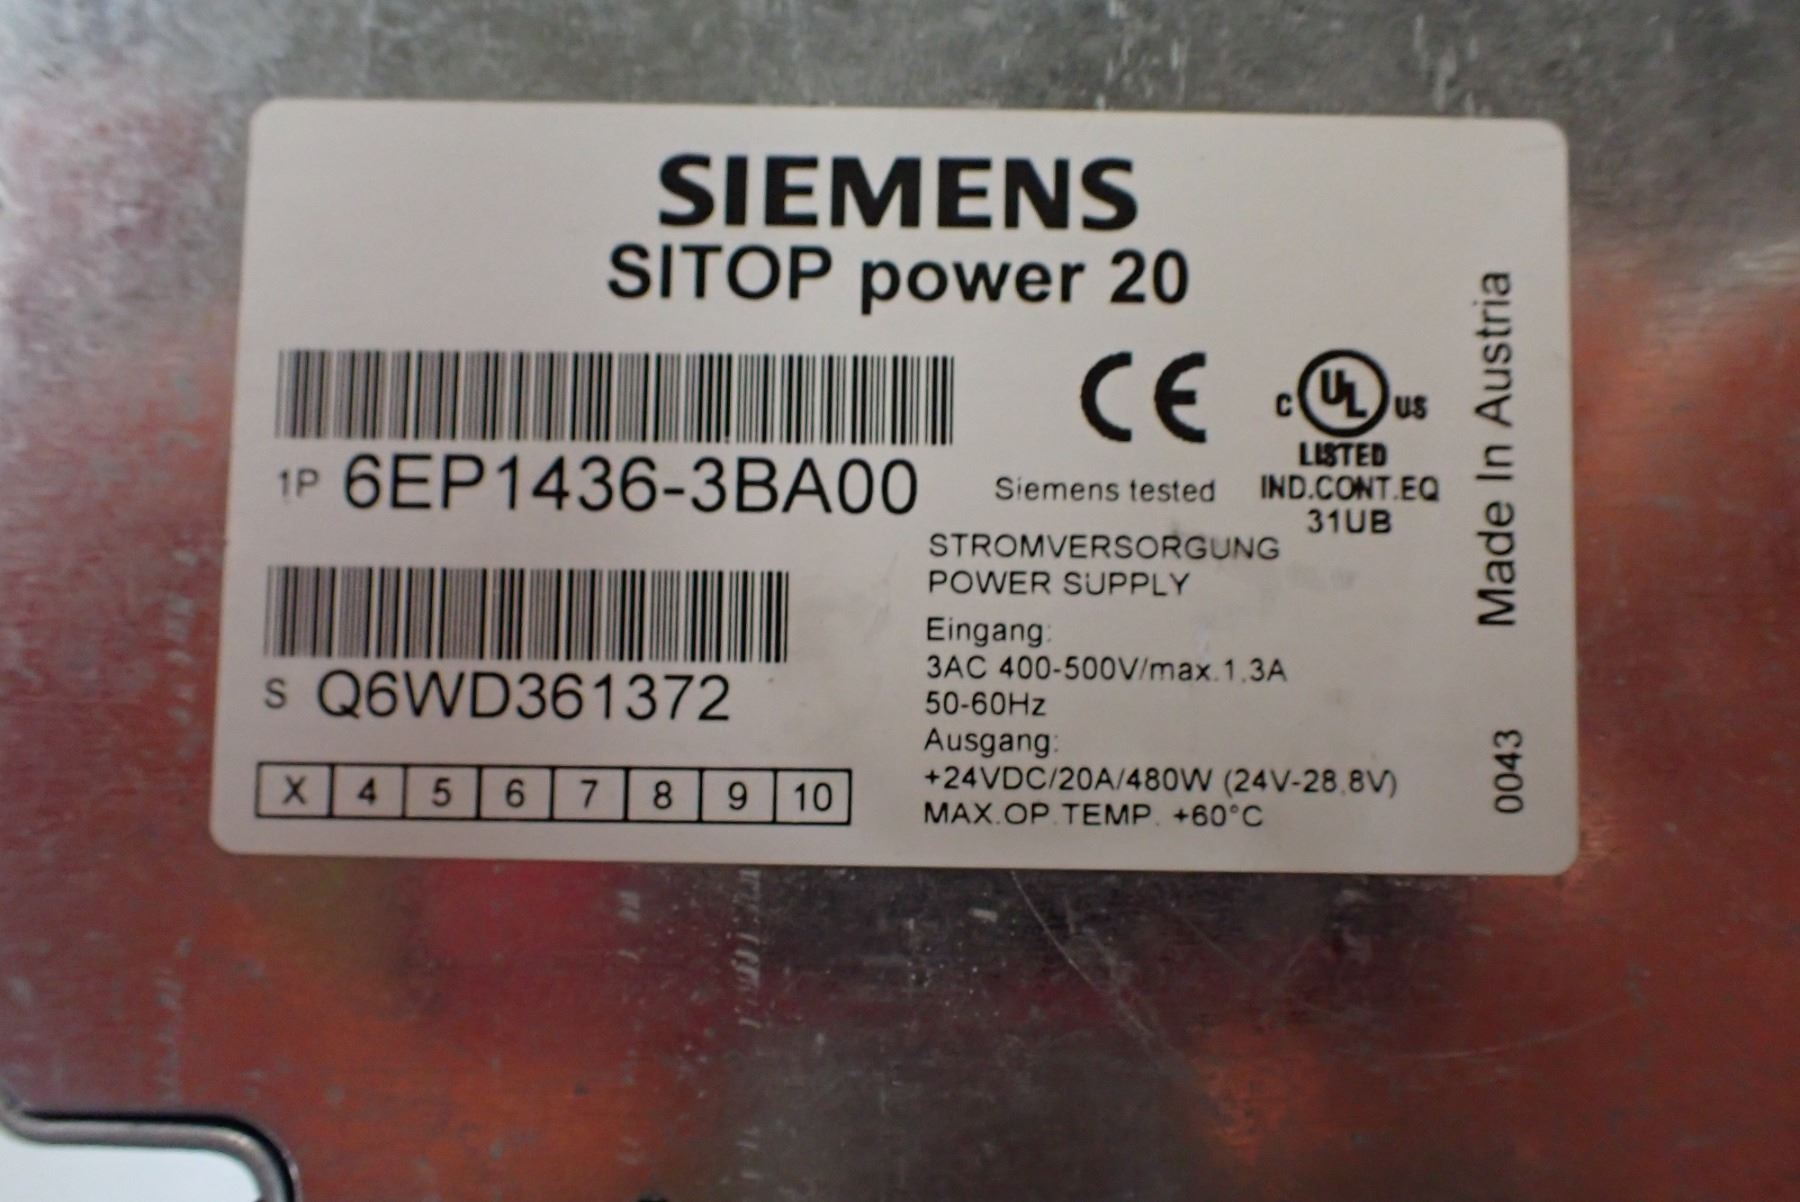 SIEMENS
SITOP power 20
1P 6EP1436-3BA00
S Q6WD361372
X 4 5 6 7 8 9 10
CE
Siemens tested
C UL US
LISTED
IND.CONT.EQ
31UB
STROMVERSORGUNG
POWER SUPPLY
Eingang:
3AC 400-500V/max.1.3A
50-60Hz
Ausgang:
+24VDC/20A/480W (24V-28.8V)
MAX.OP.TEMP. +60°C
Made In Austria
0043